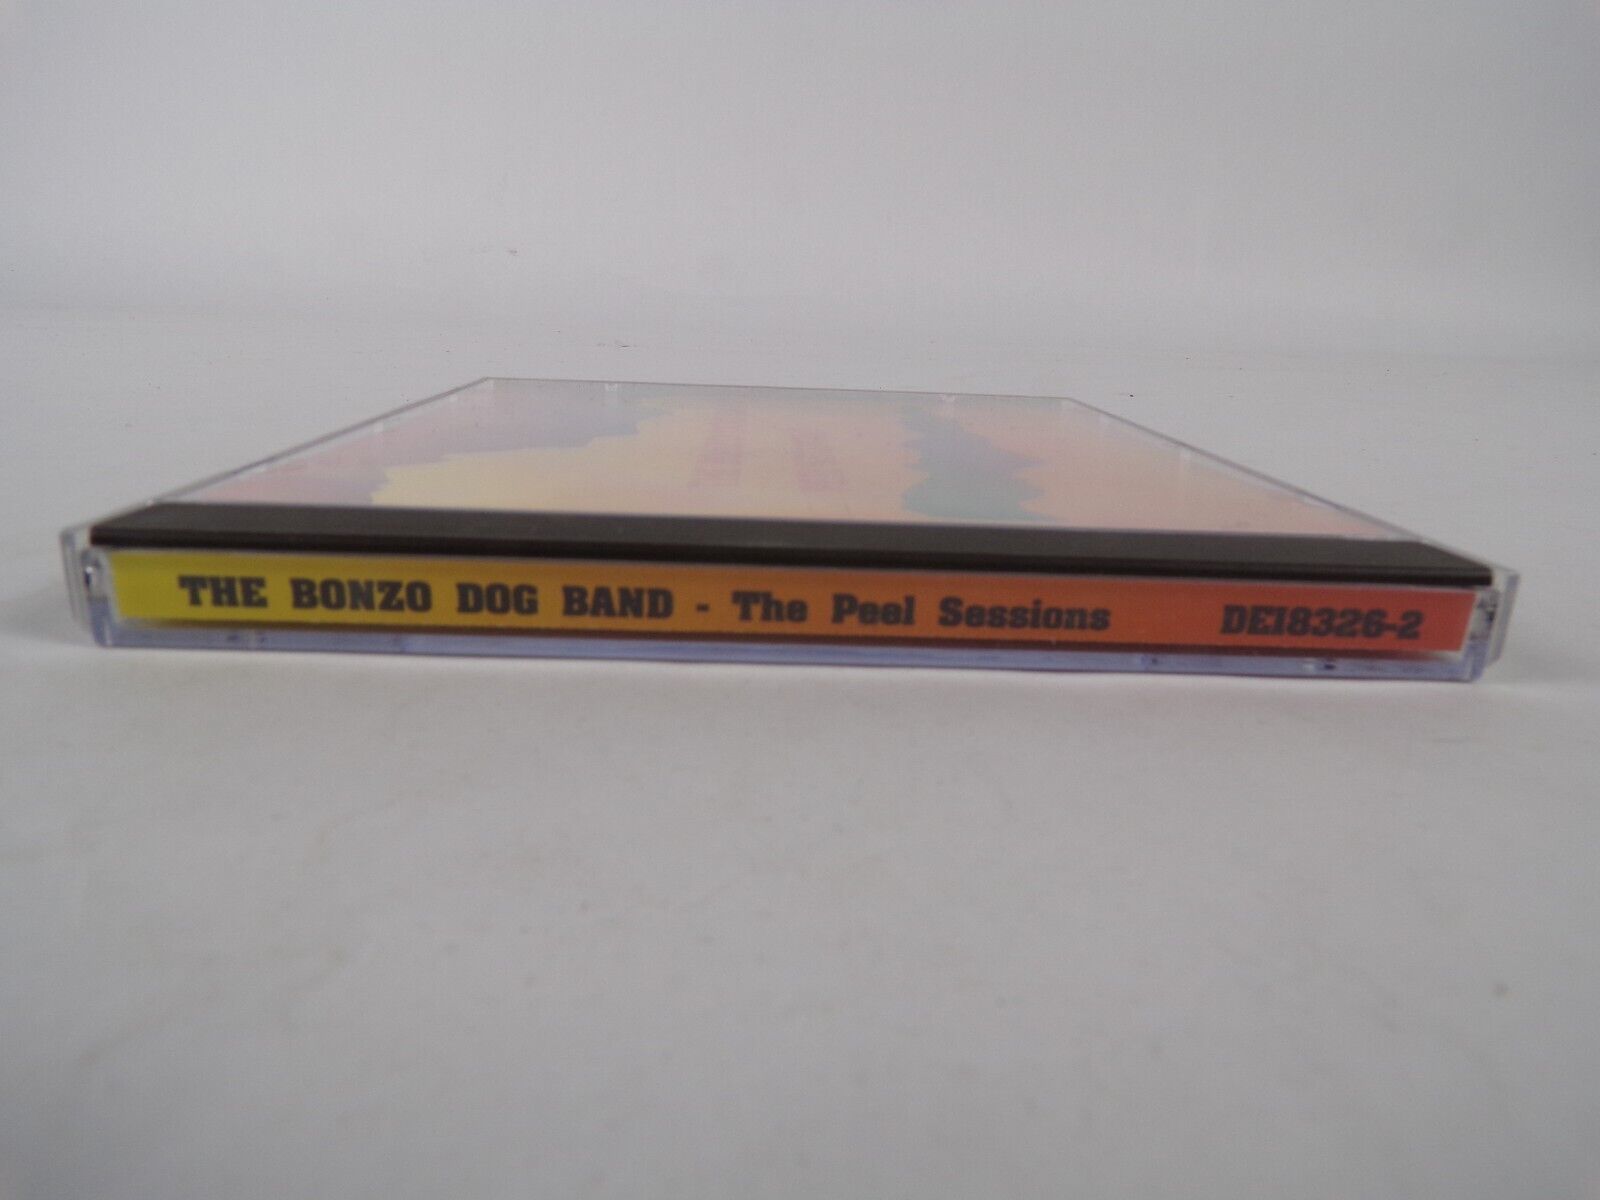 THE BONZO DOG BAND - The Peel Sessions DEI8326-2